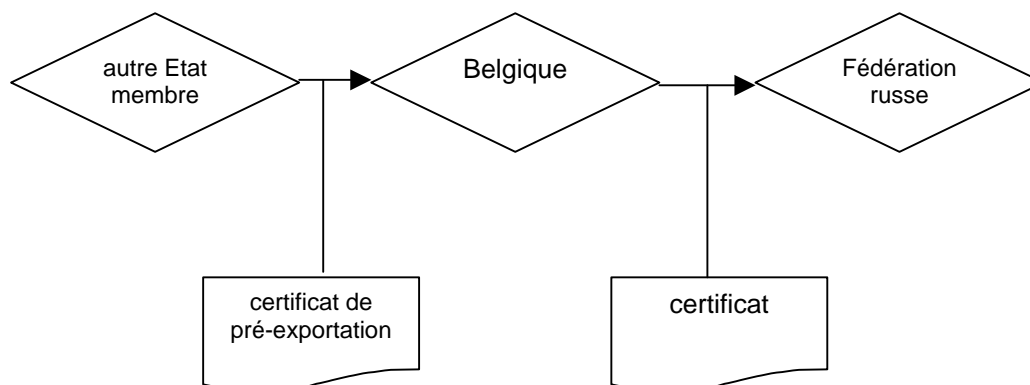 autre Etat
membre
Belgique
Fédération
russe
certificat de
pré-exportation
certificat